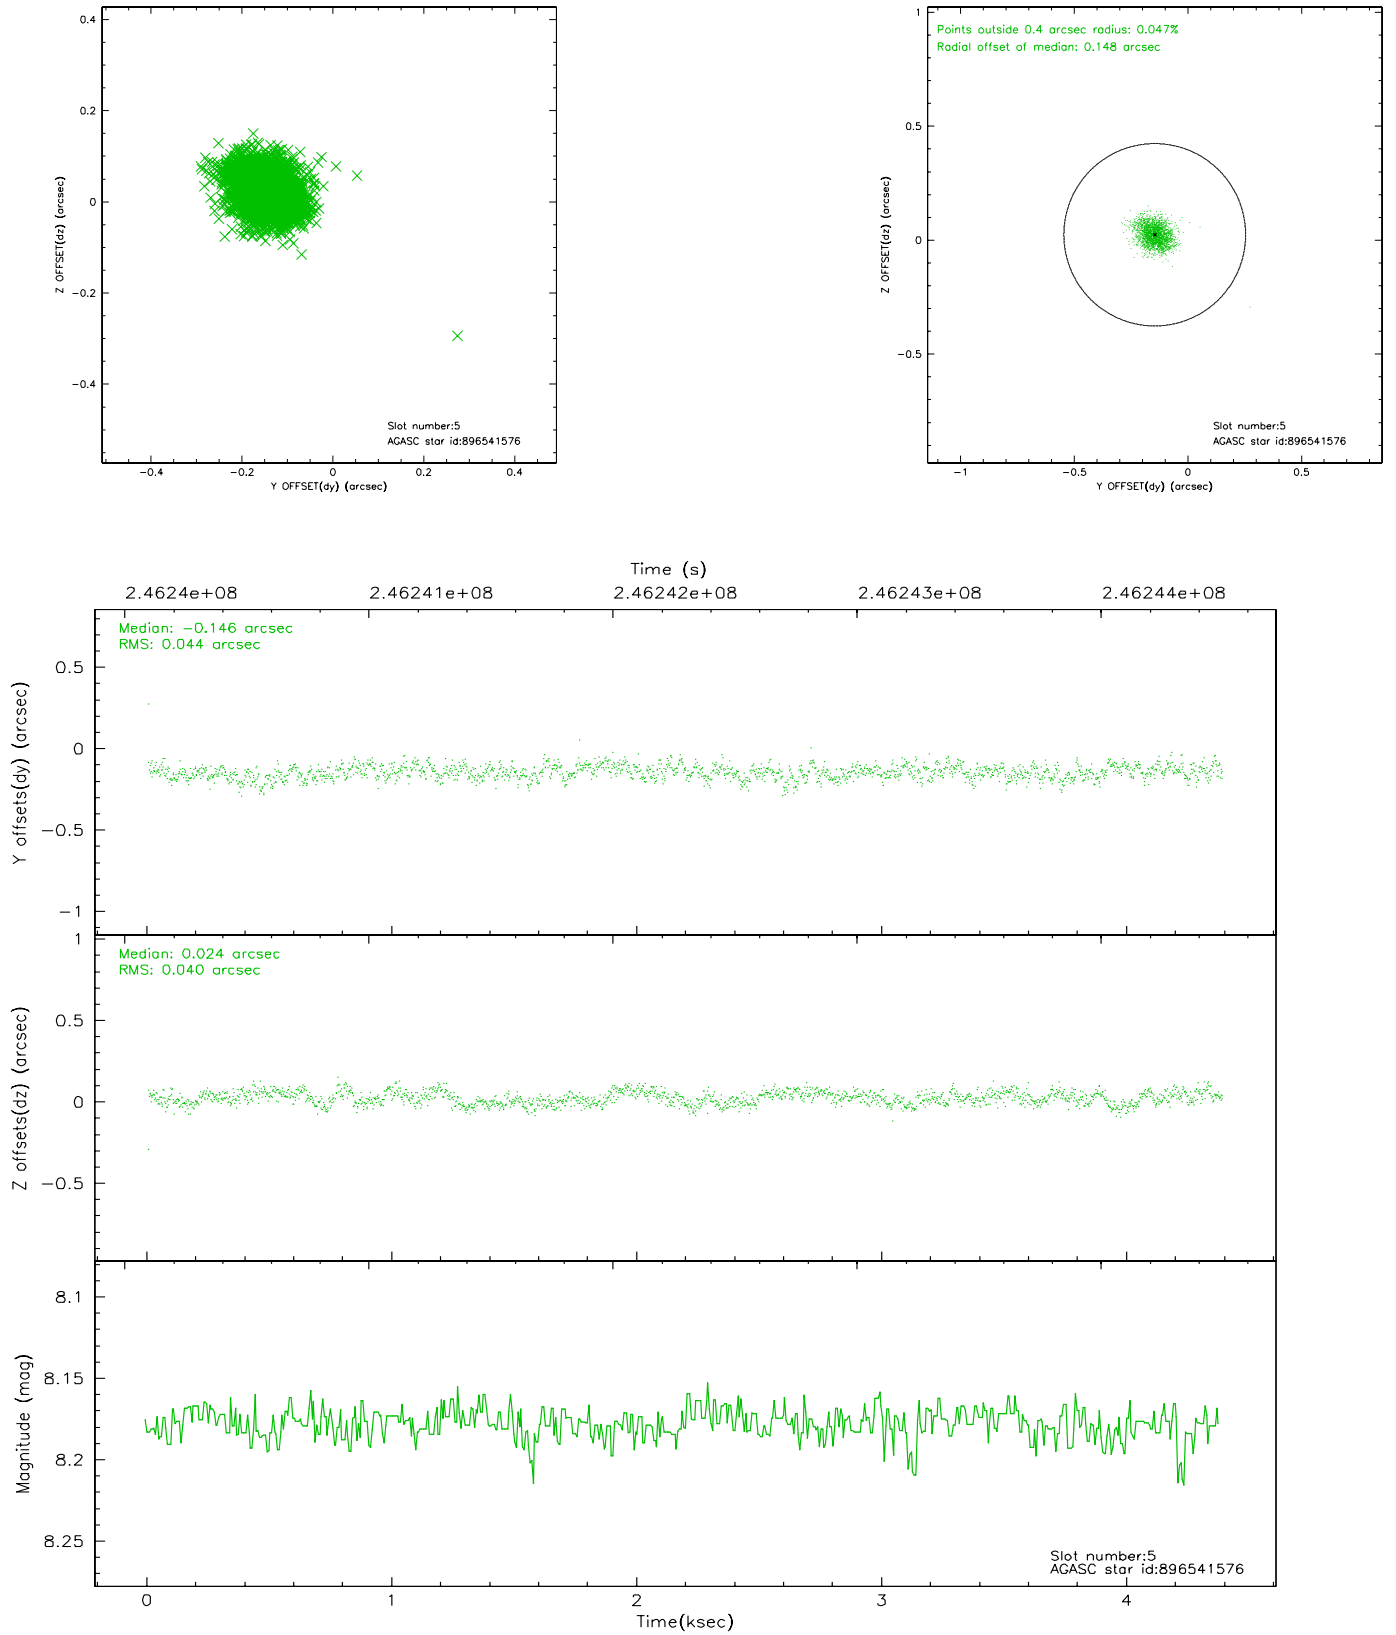 0.4
0.2
0
−0.2
−0.4
Z OFFSET(dz) (arcsec)
Slot number:5
AGASC star id:896541576
−0.4 −0.2 0 0.2 0.4
Y OFFSET(dy) (arcsec)
Points outside 0.4 arcsec radius: 0.047%
Radial offset of median: 0.148 arcsec
1
0.5
0
−0.5
Z OFFSET(dz) (arcsec)
Slot number:5
AGASC star id:896541576
−1 −0.5 0 0.5
Y OFFSET(dy) (arcsec)
Time (s)
2.4624e+08 2.46241e+08 2.46242e+08 2.46243e+08 2.46244e+08
Median: −0.146 arcsec
RMS: 0.044 arcsec
0.5
0
−0.5
−1
Y offsets(dy) (arcsec)
Median: 0.024 arcsec
RMS: 0.040 arcsec
1
0.5
0
−0.5
Z offsets(dz) (arcsec)
8.1
8.15
8.2
8.25
Magnitude (mag)
Slot number:5
AGASC star id:896541576
0 1 2 3 4
Time(ksec)